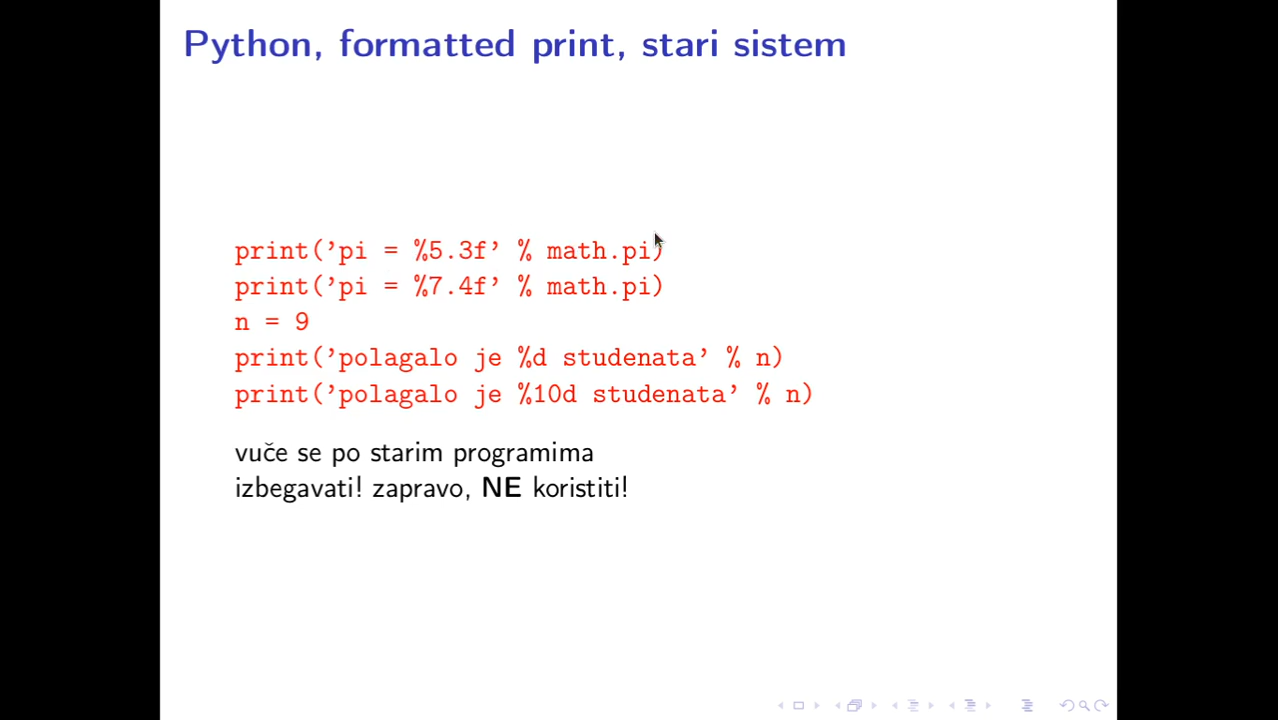 Python, formatted print, stari sistem
print('pi = %5.3f' % math.pi)
print('pi = %7.4f' % math.pi)
n = 9
print('polagalo je %d studenata' % n)
print('polagalo je %10d studenata' % n)
vuče se po starim programima
izbegavati! zapravo, NE koristiti!